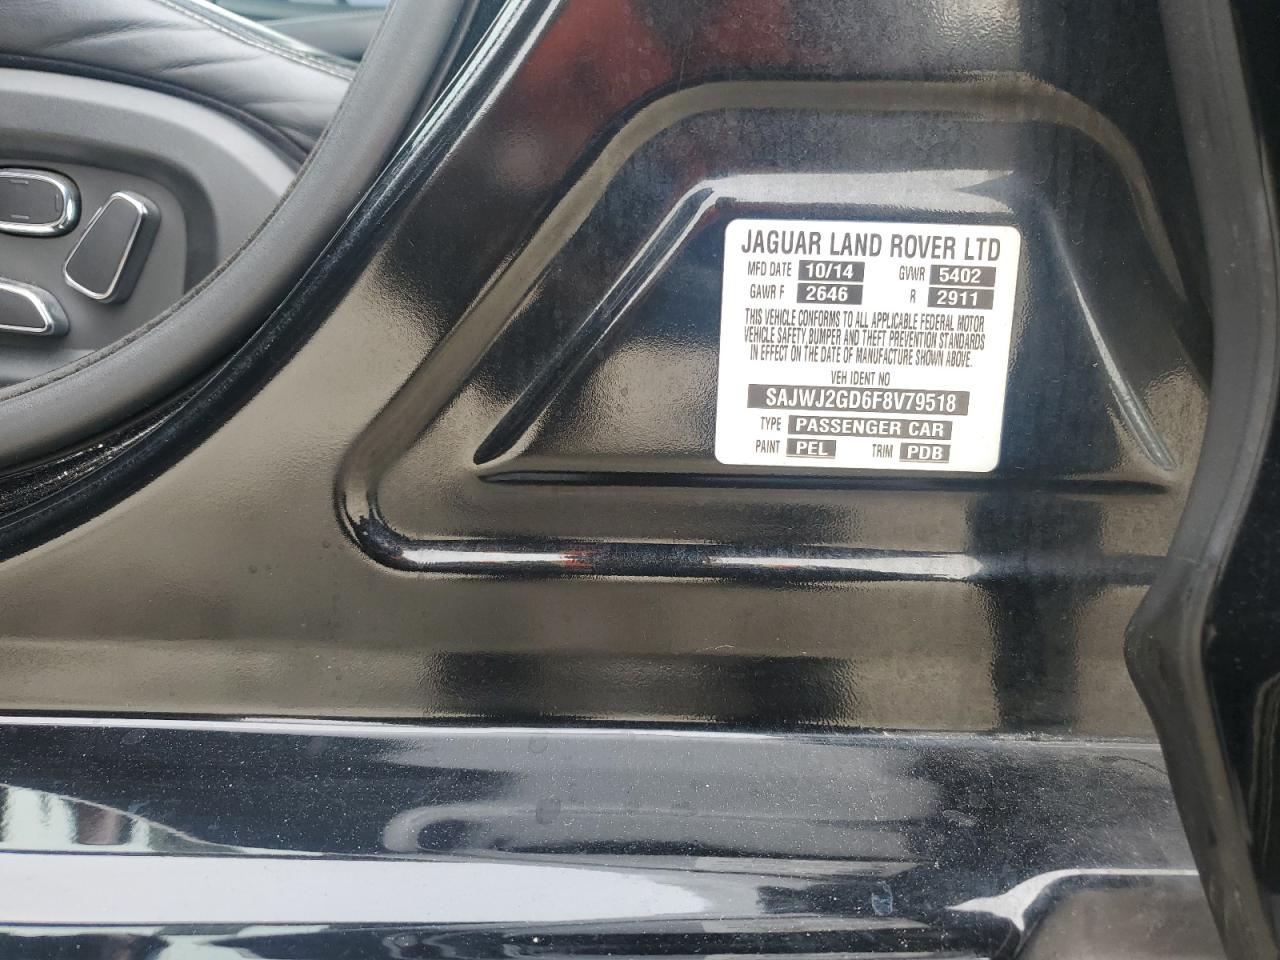 JAGUAR LAND ROVER LTD
MFD DATE 10/14 GVWR 5402
GAWR F 2646 R 2911
THIS VEHICLE CONFORMS TO ALL APPLICABLE FEDERAL MOTOR
VEHICLE SAFETY, BUMPER AND THEFT PREVENTION STANDARDS
IN EFFECT ON THE DATE OF MANUFACTURE SHOWN ABOVE.
VEH IDENT NO
SAJWJ2GD6F8V79518
TYPE PASSENGER CAR
PAINT PEL TRIM PDB